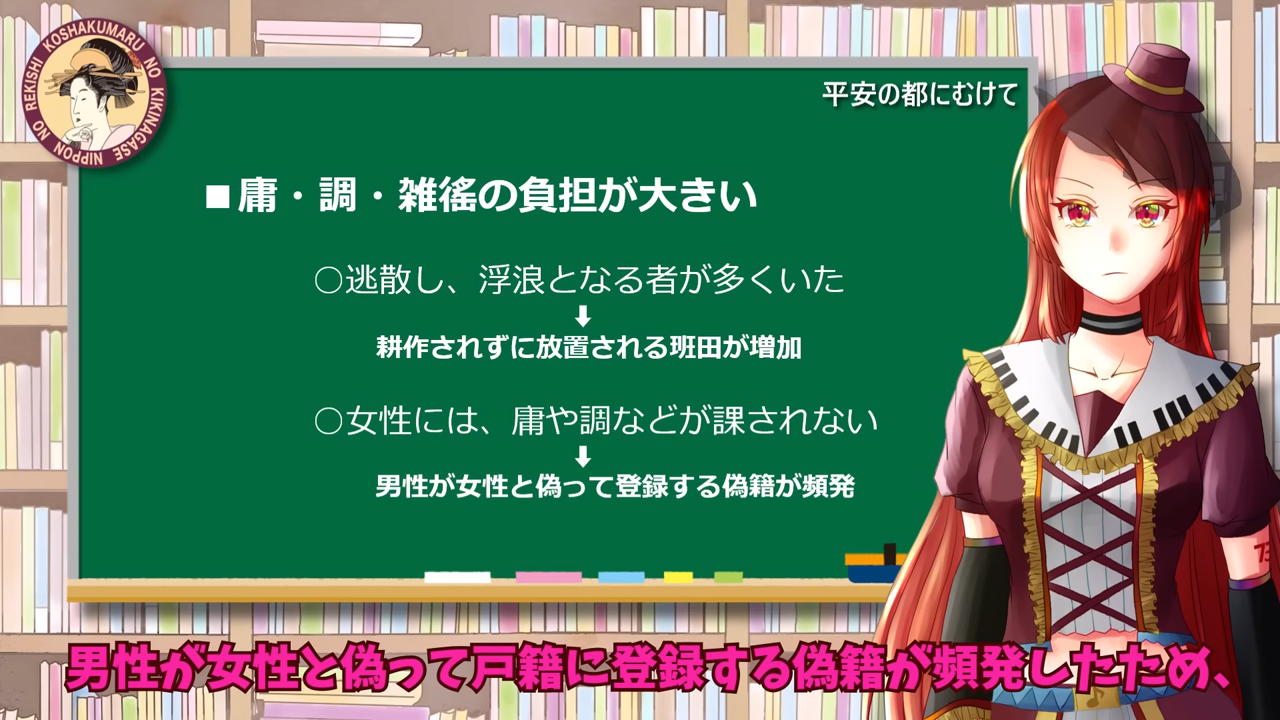 KOSHAKUMARU NO KIKINAGASE NIPPON NO REKISHI
平安の都にむけて
■庸・調・雑徭の負担が大きい
○逃散し、浮浪となる者が多くいた
⬇
耕作されずに放置される班田が増加
○女性には、庸や調などが課されない
⬇
男性が女性と偽って登録する偽籍が頻発
73
男性が女性と偽って戸籍に登録する偽籍が頻発したため、